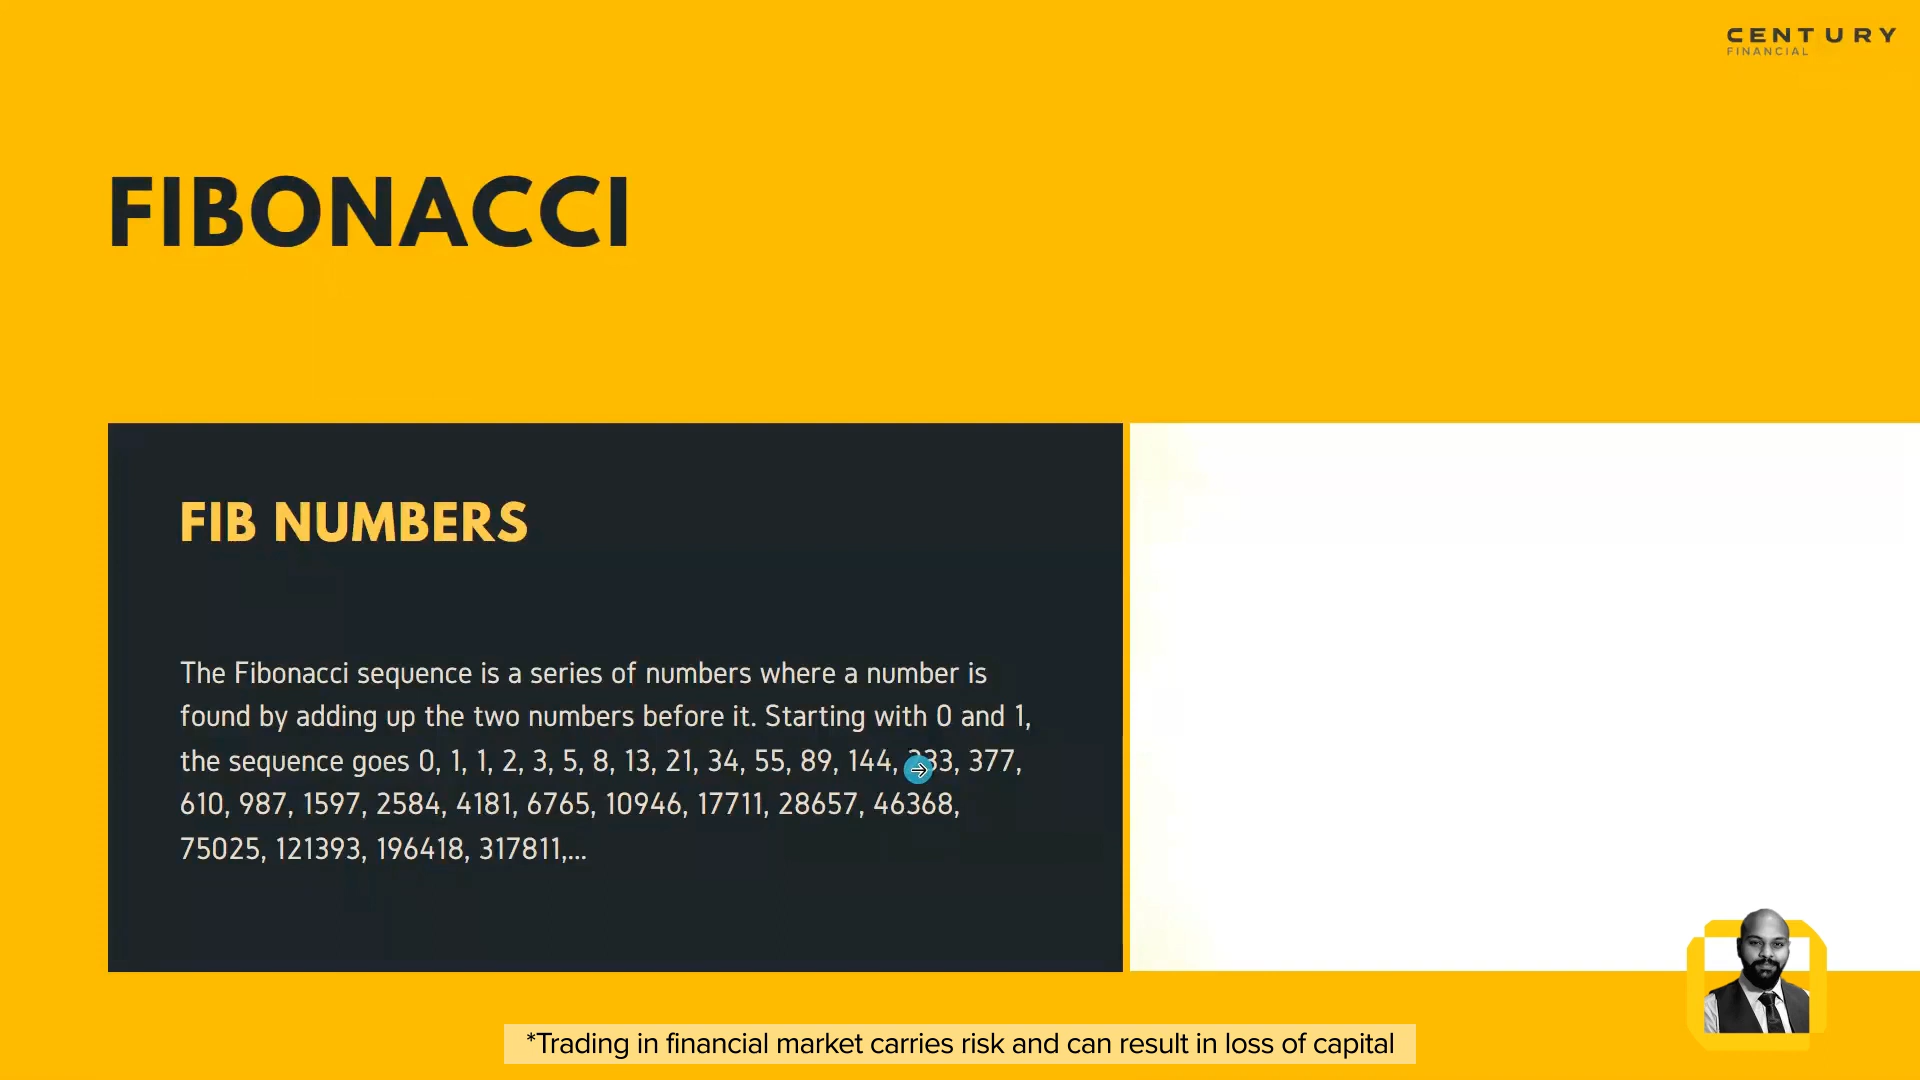 CENTURY
FINANCIAL
FIBONACCI
FIB NUMBERS
The Fibonacci sequence is a series of numbers where a number is
found by adding up the two numbers before it. Starting with 0 and 1,
the sequence goes 0, 1, 1, 2, 3, 5, 8, 13, 21, 34, 55, 89, 144, 233, 377,
610, 987, 1597, 2584, 4181, 6765, 10946, 17711, 28657, 46368,
75025, 121393, 196418, 317811,...
*Trading in financial market carries risk and can result in loss of capital